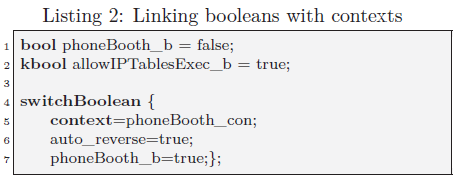 Listing 2: Linking booleans with contexts
1 bool phoneBooth_b = false;
2 kbool allowIPTablesExec_b = true;
3
4 switchBoolean {
5 context=phoneBooth_con;
6 auto_reverse=true;
7 phoneBooth_b=true;};